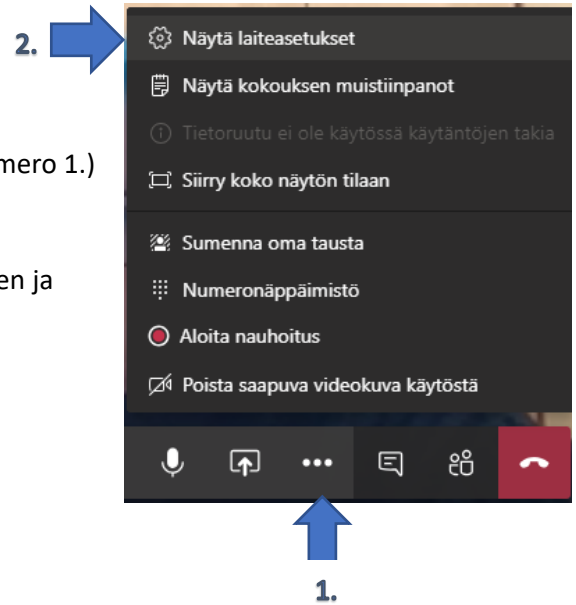 2.
Näytä laiteasetukset
Näytä kokouksen muistiinpanot
Tietoruutu ei ole käytössä käytäntöjen takia
mero 1.)
Siirry koko näytön tilaan
Sumenna oma tausta
en ja
Numeronäppäimistö
Aloita nauhoitus
Poista saapuva videokuva käytöstä
1.